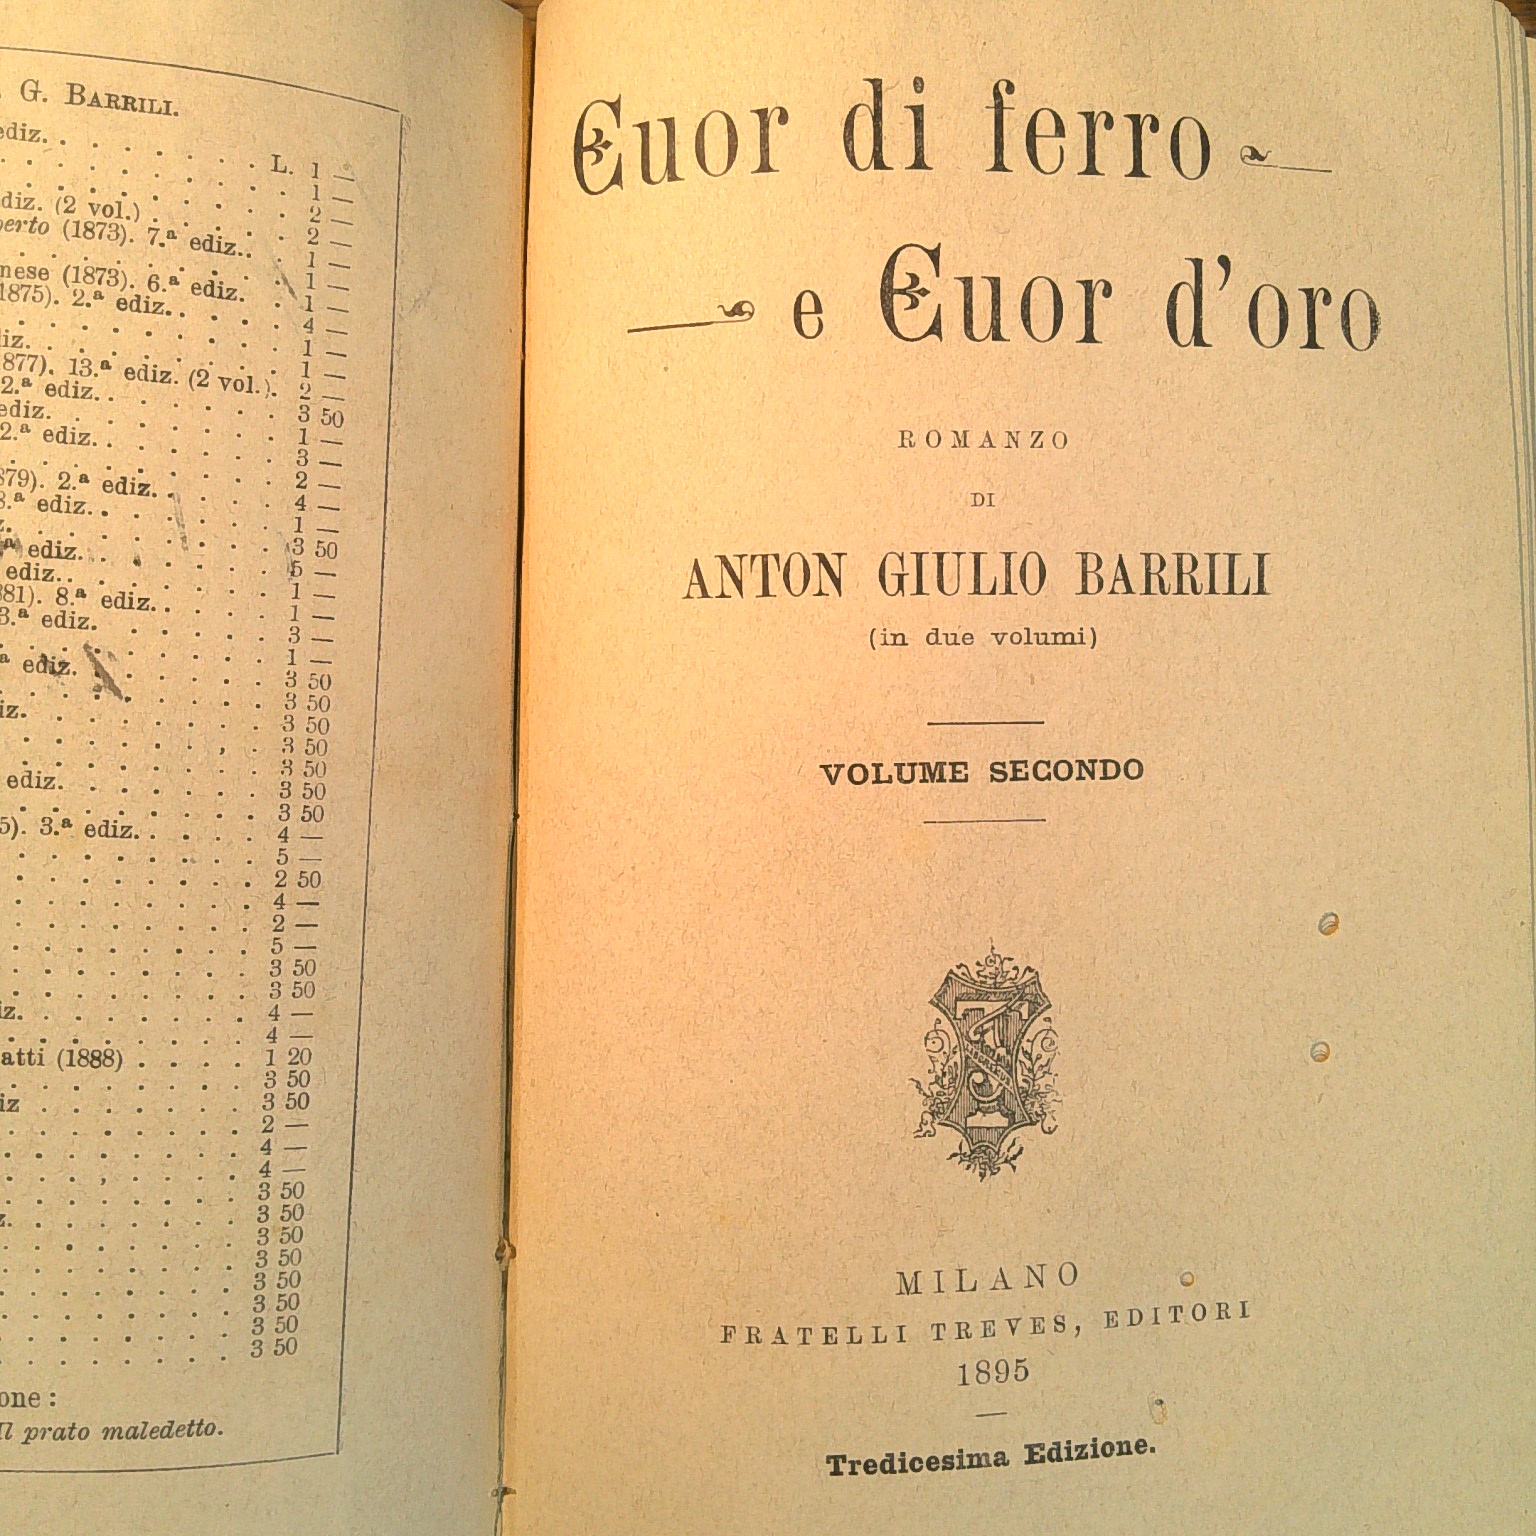 G. BARRILI.
ediz. . . L. 1 —
1 —
ediz. (2 vol.) 2 —
(1873). 7.ª ediz. . 2 —
1 —
(1873). 6.ª ediz. 1 —
1875). 2.ª ediz. . 1 —
4 —
1 —
1 —
877). 13.ª ediz. (2 vol.). 2 —
2.ª ediz. . 3 50
ediz. 1 —
2.ª ediz. . 3 —
2 —
879). 2.ª ediz. . 4 —
8.ª ediz. . 1 —
3 50
ª ediz. . 5 —
ediz. . 1 —
881). 8.ª ediz. . 1 —
3.ª ediz. 3 —
1 —
ª ediz. 3 50
3 50
3 50
3 50
3 50
ediz. 3 50
3 50
5). 3.ª ediz. . 4 —
5 —
2 50
4 —
2 —
5 —
3 50
3 50
4 —
4 —
atti (1888) . . . . 1 20
3 50
3 50
2 —
4 —
4 —
3 50
3 50
3 50
3 50
3 50
3 50
3 50
3 50
one :
Il prato maledetto.
Cuor di ferro
e Cuor d'oro
ROMANZO
DI
ANTON GIULIO BARRILI
(in due volumi)
VOLUME SECONDO
MILANO
FRATELLI TREVES, EDITORI
1895
Tredicesima Edizione.